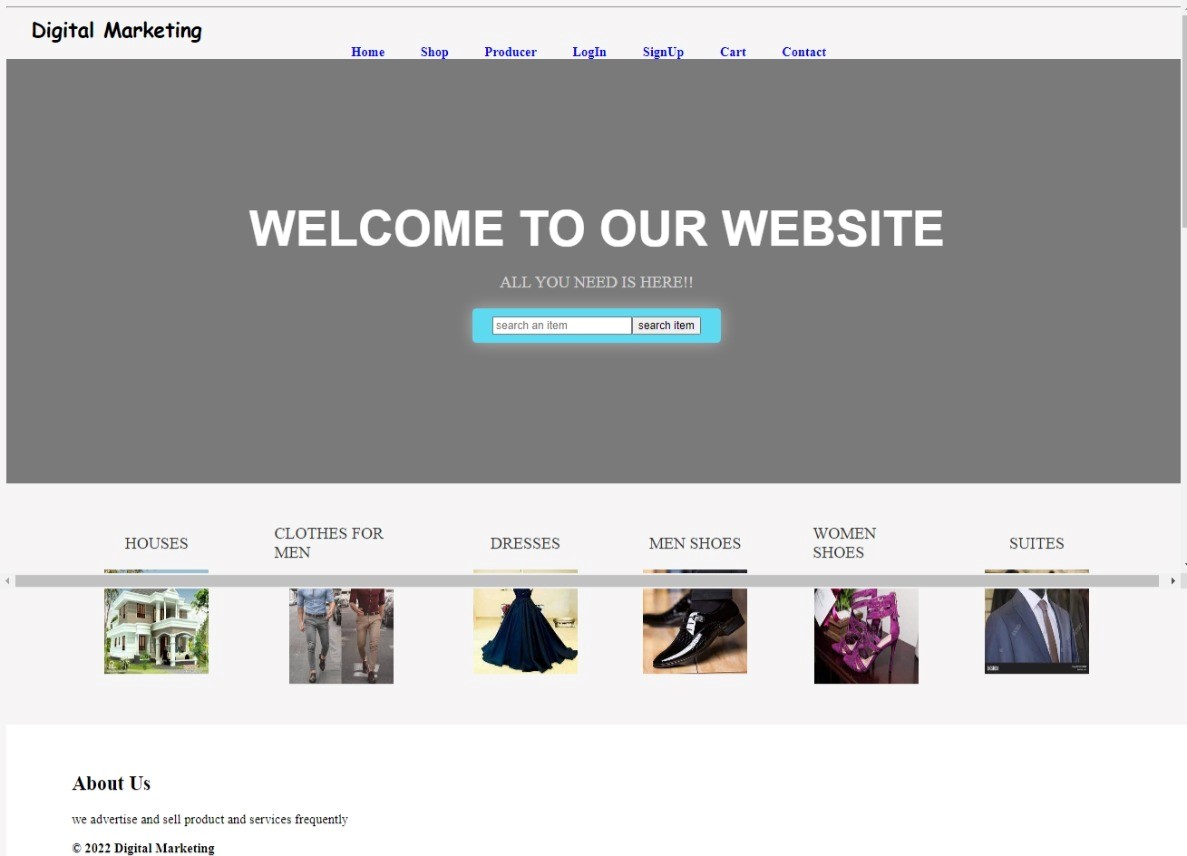 Digital Marketing
Home Shop Producer LogIn SignUp Cart Contact
WELCOME TO OUR WEBSITE
ALL YOU NEED IS HERE!!
search an item search item
HOUSES
CLOTHES FOR
MEN
DRESSES
MEN SHOES
WOMEN
SHOES
SUITES
About Us
we advertise and sell product and services frequently
© 2022 Digital Marketing